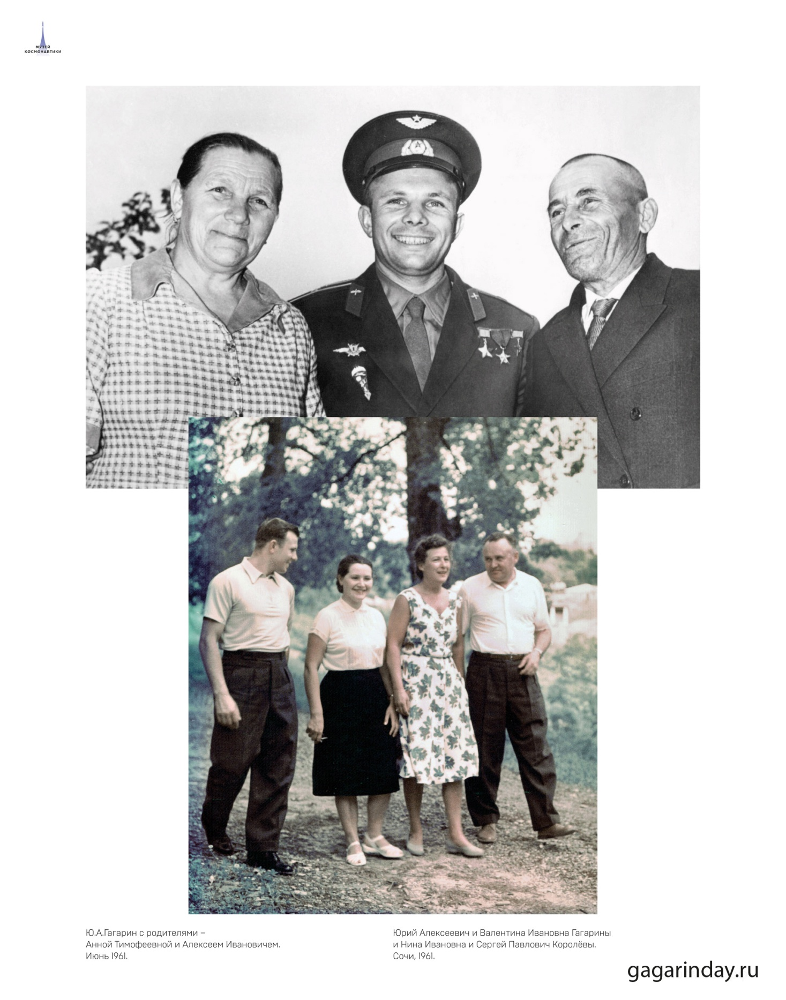 МУЗЕЙ
КОСМОНАВТИКИ
Ю.А.Гагарин с родителями –
Анной Тимофеевной и Алексеем Ивановичем.
Июнь 1961.
Юрий Алексеевич и Валентина Ивановна Гагарины
и Нина Ивановна и Сергей Павлович Королёвы.
Сочи, 1961.
gagarinday.ru